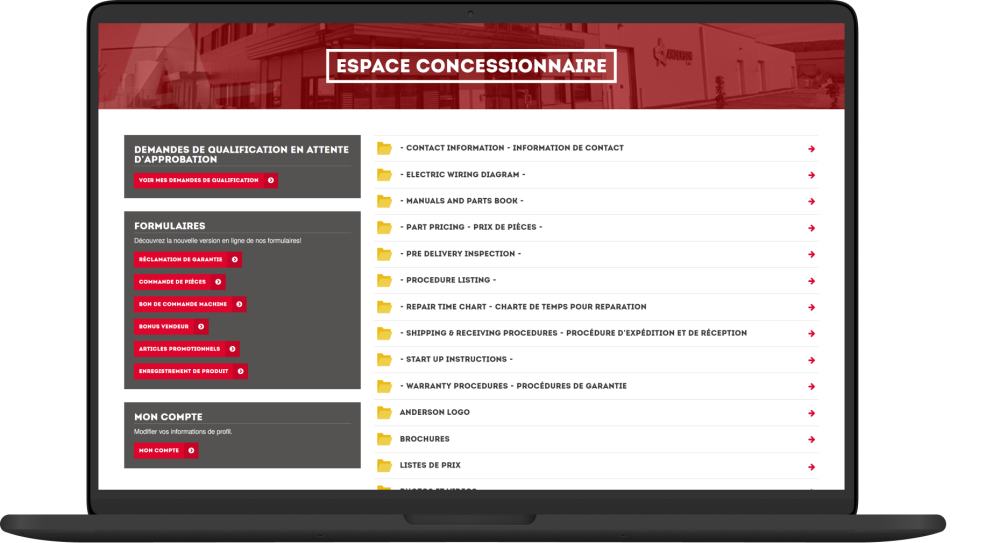 ESPACE CONCESSIONNAIRE
DEMANDES DE QUALIFICATION EN ATTENTE
D'APPROBATION
VOIR MES DEMANDES DE QUALIFICATION
FORMULAIRES
Découvrez la nouvelle version en ligne de nos formulaires!
RÉCLAMATION DE GARANTIE
COMMANDE DE PIÈCES
BON DE COMMANDE MACHINE
BONUS VENDEUR
ARTICLES PROMOTIONNELS
ENREGISTREMENT DE PRODUIT
MON COMPTE
Modifier vos informations de profil.
MON COMPTE
- CONTACT INFORMATION - INFORMATION DE CONTACT
- ELECTRIC WIRING DIAGRAM -
- MANUALS AND PARTS BOOK -
- PART PRICING - PRIX DE PIÈCES -
- PRE DELIVERY INSPECTION -
- PROCEDURE LISTING -
- REPAIR TIME CHART - CHARTE DE TEMPS POUR REPARATION
- SHIPPING & RECEIVING PROCEDURES - PROCÉDURE D'EXPÉDITION ET DE RÉCEPTION
- START UP INSTRUCTIONS -
- WARRANTY PROCEDURES - PROCÉDURES DE GARANTIE
ANDERSON LOGO
BROCHURES
LISTES DE PRIX